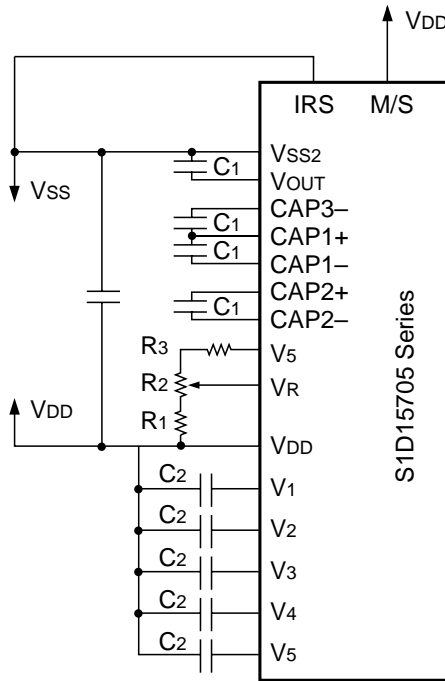 VDD
IRS M/S
VSS2
C1
VOUT
VSS
CAP3–
C1
CAP1+
CAP1–
C1
CAP2+
C1
CAP2–
R3
V5
R2
VR
VDD
R1
VDD
C2
V1
C2
V2
C2
V3
C2
V4
C2
V5
S1D15705 Series